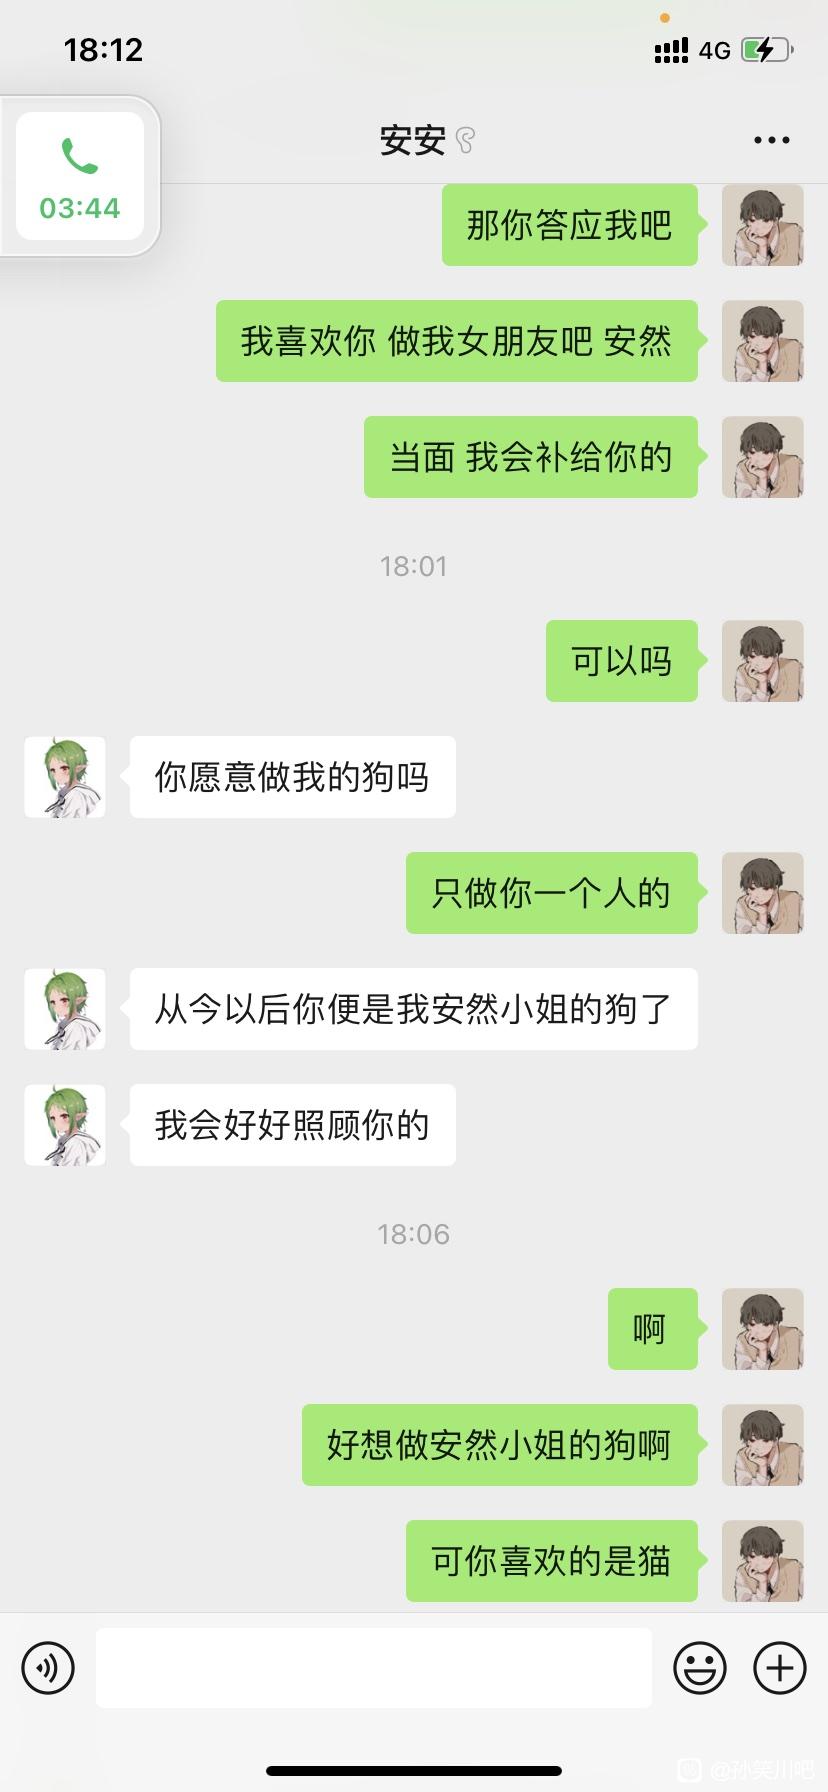 18:12
4G
03:44
安安
那你答应我吧
我喜欢你 做我女朋友吧 安然
当面 我会补给你的
18:01
可以吗
你愿意做我的狗吗
只做你一个人的
从今以后你便是我安然小姐的狗了
我会好好照顾你的
18:06
啊
好想做安然小姐的狗啊
可你喜欢的是猫
@孙笑川吧